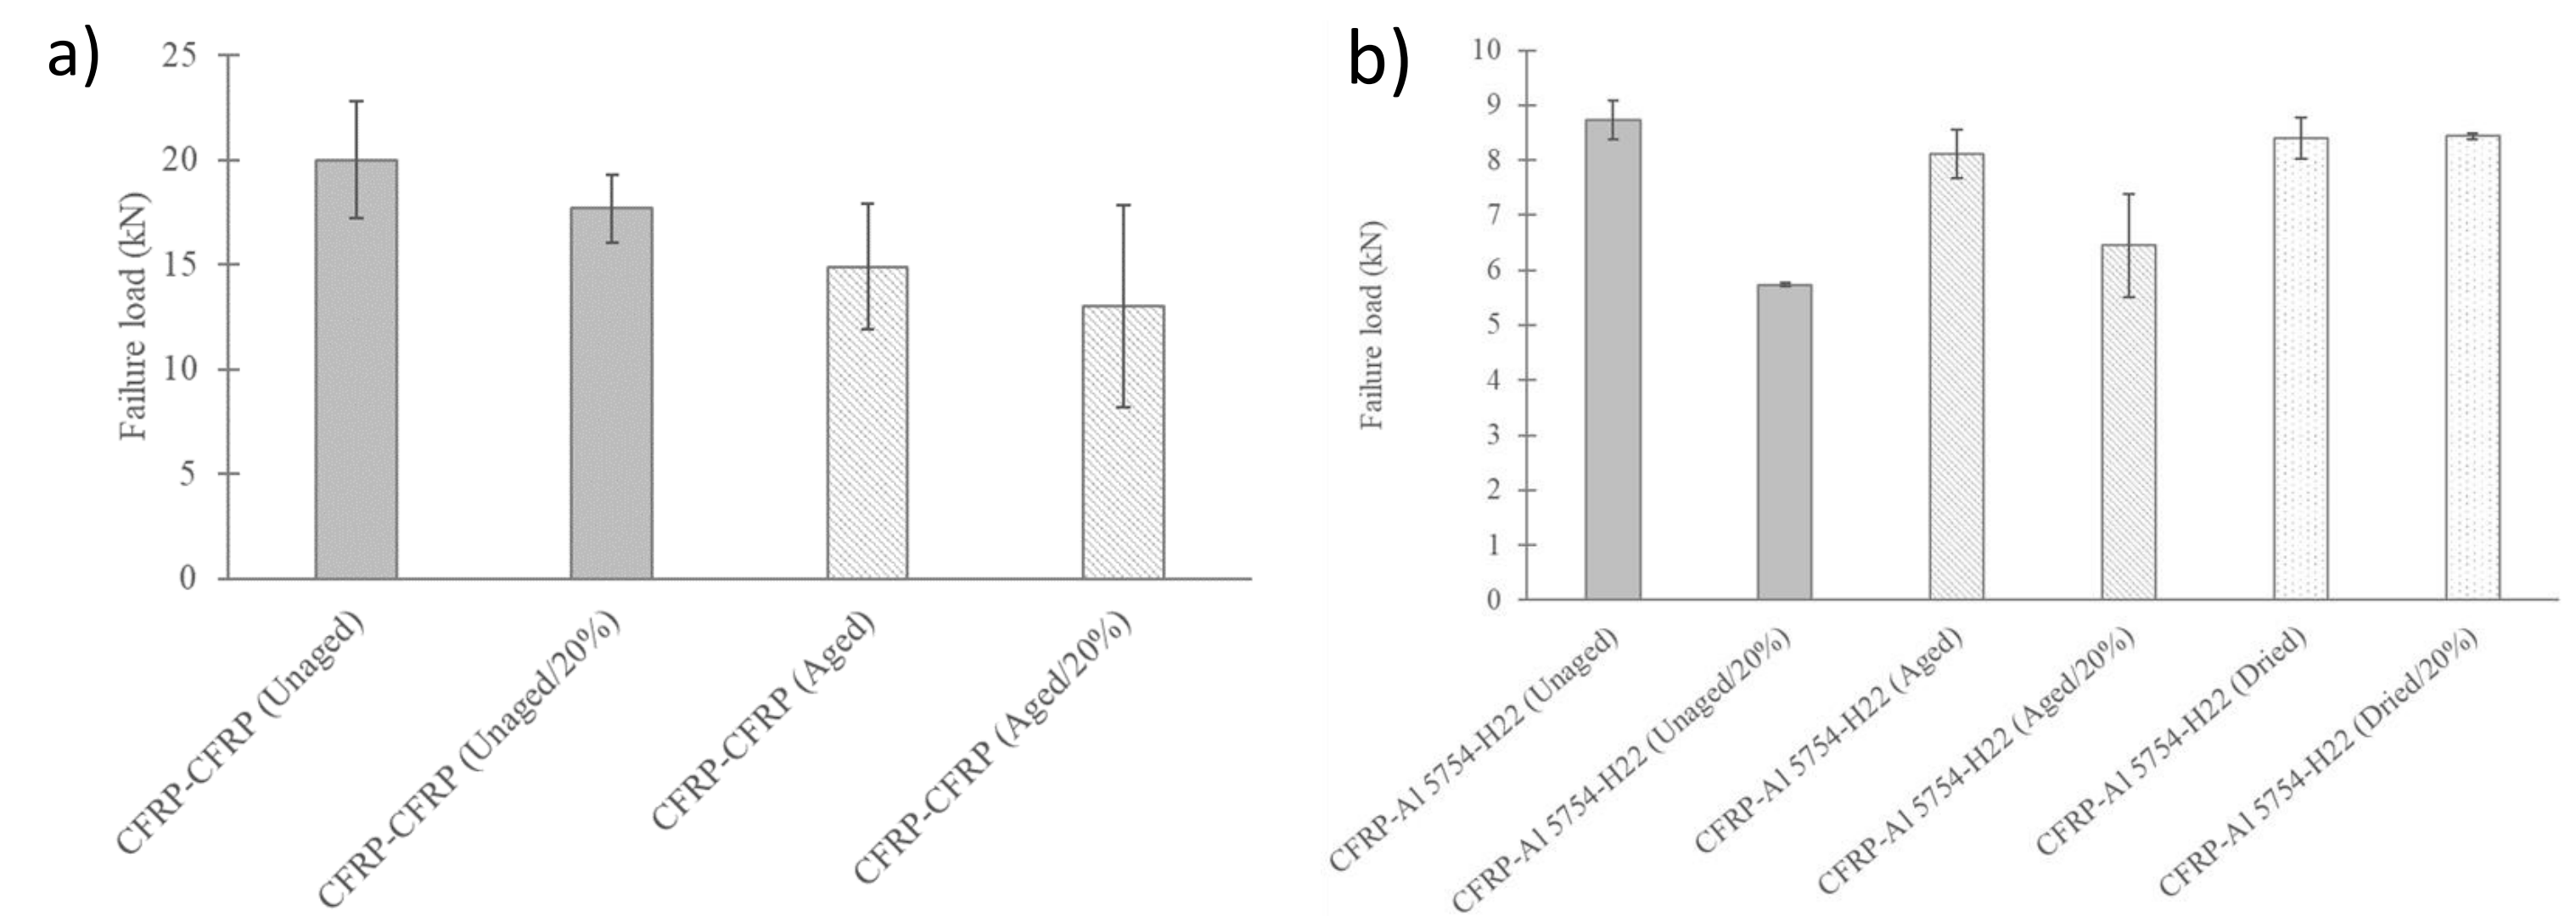 a)
25
20
15
10
5
0
Failure load (kN)
CFRP-CFRP (Unaged)
CFRP-CFRP (Unaged/20%)
CFRP-CFRP (Aged)
CFRP-CFRP (Aged/20%)
b)
10
9
8
7
6
5
4
3
2
1
0
Failure load (kN)
CFRP-Al 5754-H22 (Unaged)
CFRP-Al 5754-H22 (Unaged/20%)
CFRP-Al 5754-H22 (Aged)
CFRP-Al 5754-H22 (Aged/20%)
CFRP-Al 5754-H22 (Dried)
CFRP-Al 5754-H22 (Dried/20%)